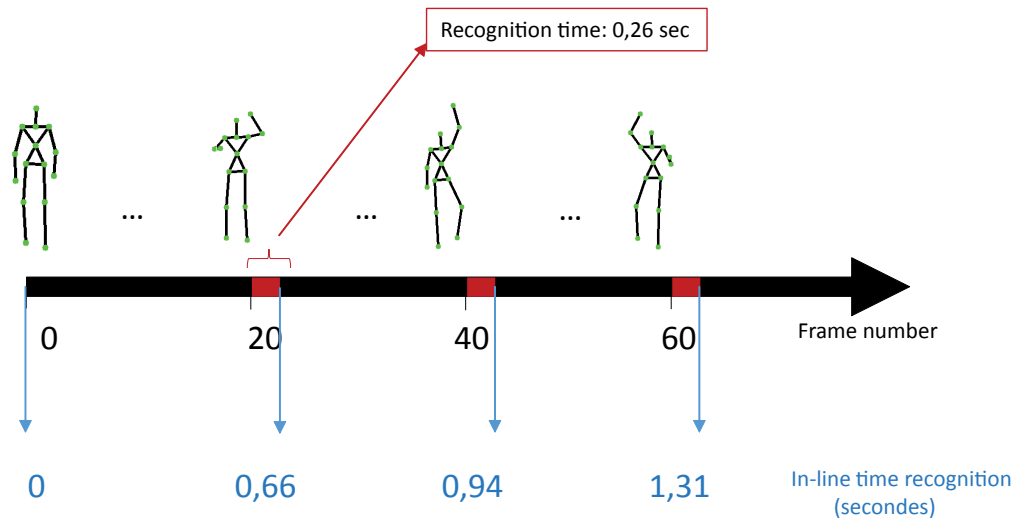 Recognition time: 0,26 sec
... ... ...
0 20 40 60 Frame number
0 0,66 0,94 1,31 In-line time recognition
(secondes)